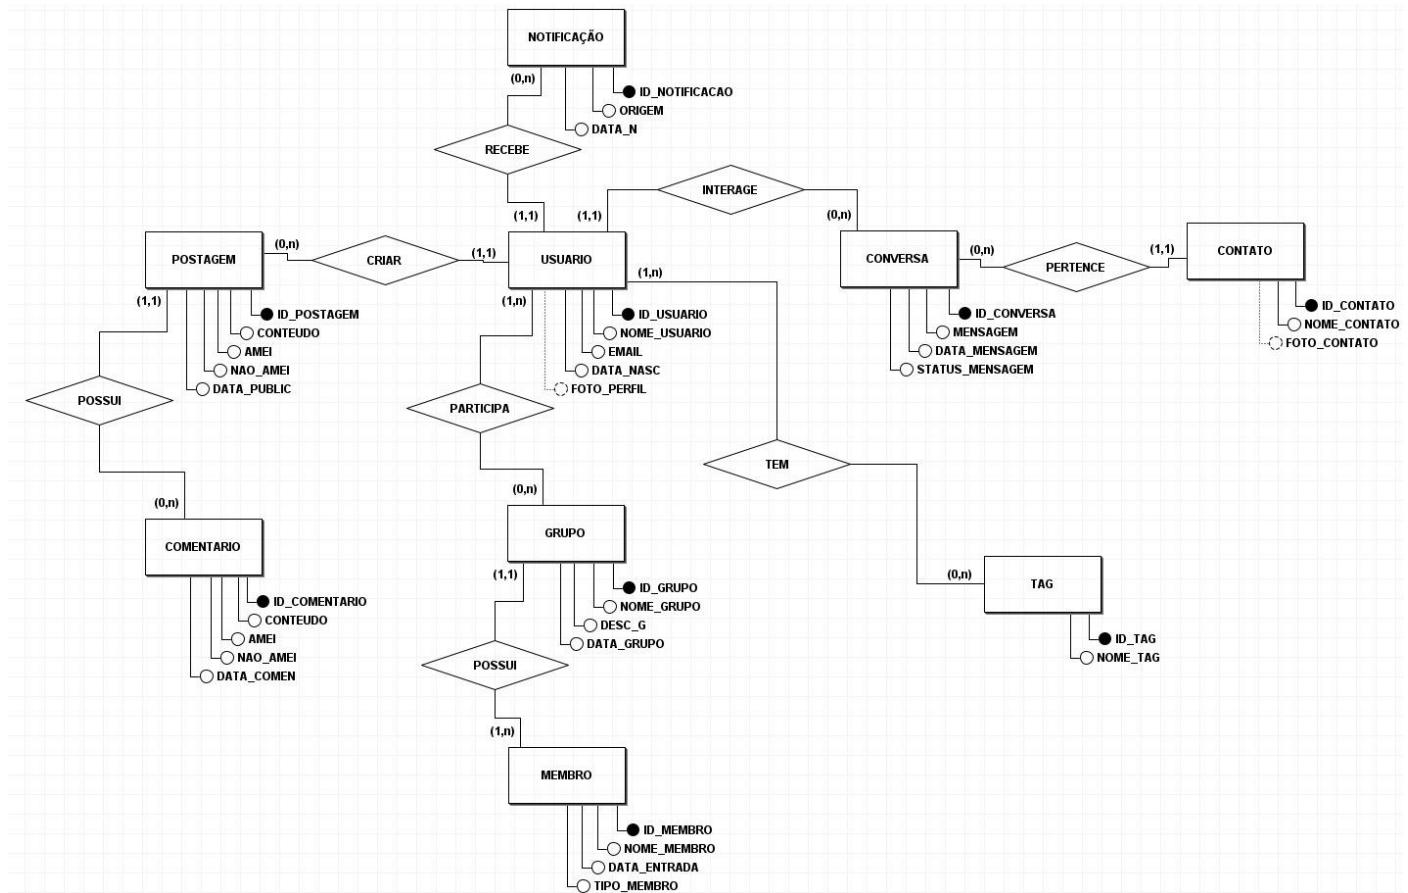 NOTIFICAÇÃO
(0,n)
ID_NOTIFICACAO
ORIGEM
DATA_N
RECEBE
INTERAGE
(1,1)
(1,1)
(0,n)
POSTAGEM
(0,n)
CRIAR
(1,1)
USUARIO
CONVERSA
(0,n)
PERTENCE
(1,1)
CONTATO
(1,1)
(1,n)
(1,n)
ID_POSTAGEM
CONTEUDO
AMEI
NAO_AMEI
DATA_PUBLIC
ID_USUARIO
NOME_USUARIO
EMAIL
DATA_NASC
FOTO_PERFIL
ID_CONVERSA
MENSAGEM
DATA_MENSAGEM
STATUS_MENSAGEM
ID_CONTATO
NOME_CONTATO
FOTO_CONTATO
POSSUI
PARTICIPA
TEM
(0,n)
(0,n)
COMENTARIO
GRUPO
(1,1)
(0,n)
TAG
ID_COMENTARIO
CONTEUDO
AMEI
NAO_AMEI
DATA_COMEN
ID_GRUPO
NOME_GRUPO
DESC_G
DATA_GRUPO
ID_TAG
NOME_TAG
POSSUI
(1,n)
MEMBRO
ID_MEMBRO
NOME_MEMBRO
DATA_ENTRADA
TIPO_MEMBRO